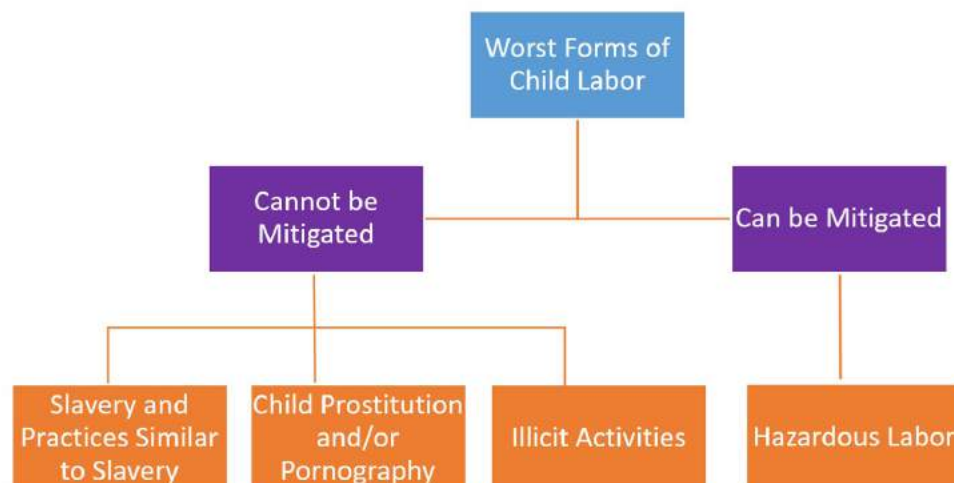 Worst Forms of
Child Labor
Cannot be
Mitigated
Can be Mitigated
Slavery and
Practices Similar
to Slavery
Child Prostitution
and/or
Pornography
Illicit Activities
Hazardous Labor